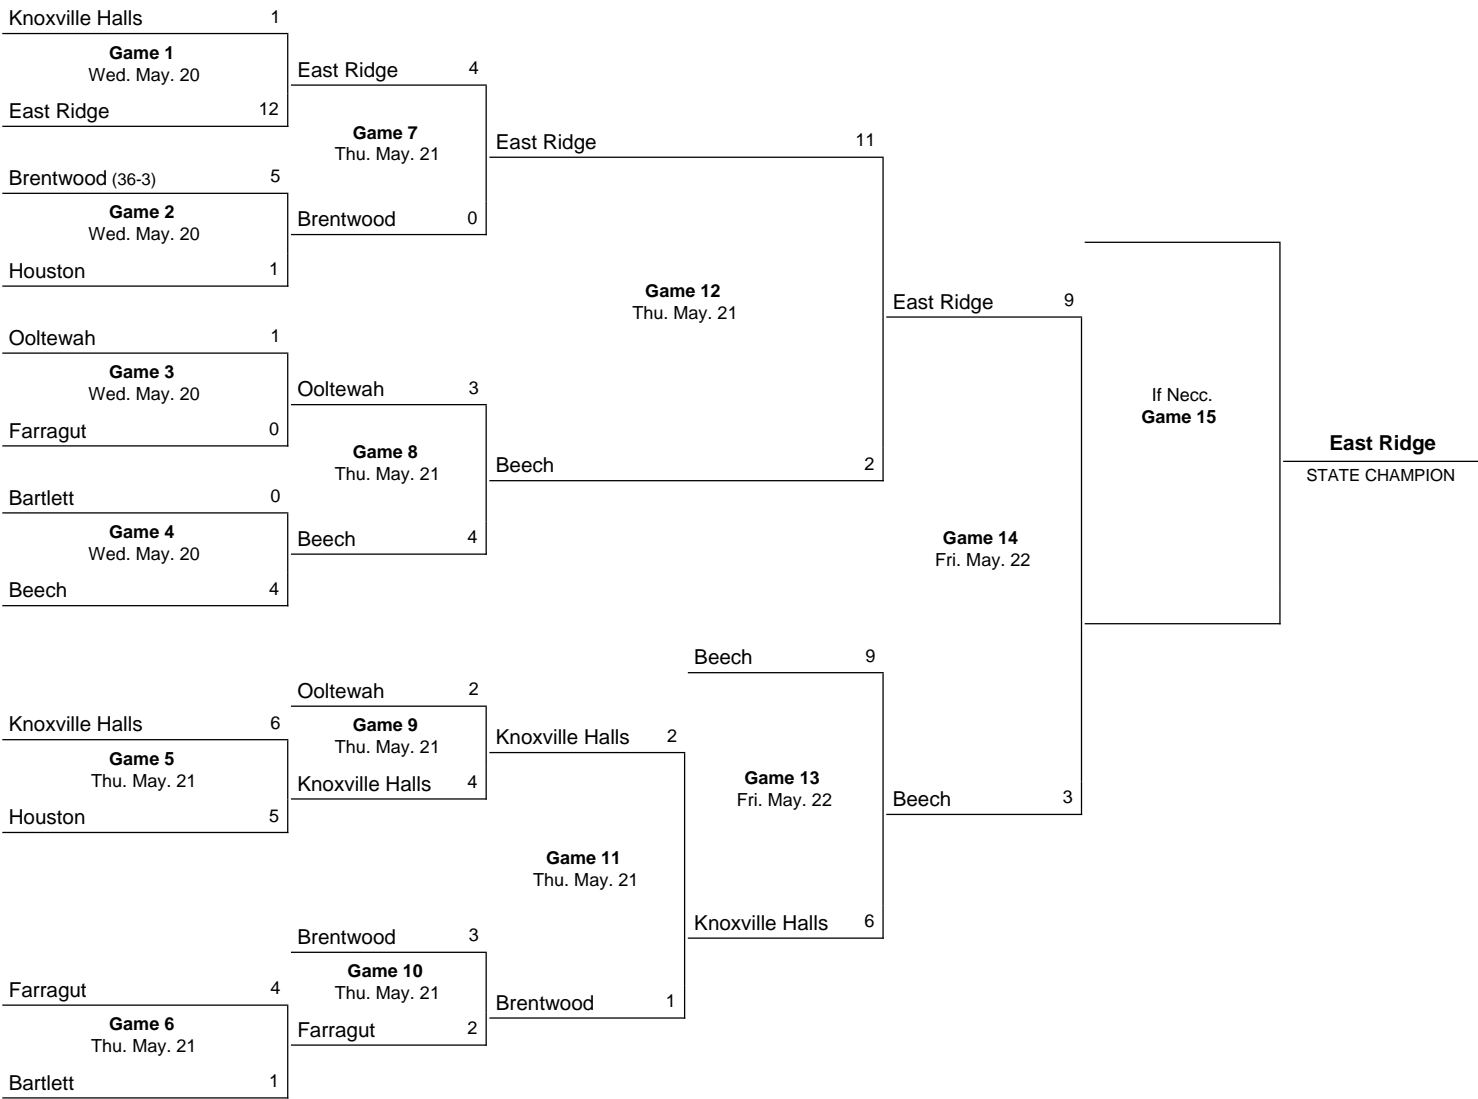 Knoxville Halls 1
Game 1
Wed. May. 20
East Ridge 12
Brentwood (36-3) 5
Game 2
Wed. May. 20
Houston 1
Ooltewah 1
Game 3
Wed. May. 20
Farragut 0
Bartlett 0
Game 4
Wed. May. 20
Beech 4
Knoxville Halls 6
Game 5
Thu. May. 21
Houston 5
Farragut 4
Game 6
Thu. May. 21
Bartlett 1
East Ridge 4
Game 7
Thu. May. 21
Brentwood 0
Ooltewah 3
Game 8
Thu. May. 21
Beech 4
Ooltewah 2
Game 9
Thu. May. 21
Knoxville Halls 4
Brentwood 3
Game 10
Thu. May. 21
Farragut 2
East Ridge 11
Game 12
Thu. May. 21
Beech 2
Knoxville Halls 2
Game 11
Thu. May. 21
Brentwood 1
Beech 9
Game 13
Fri. May. 22
Knoxville Halls 6
East Ridge 9
Game 14
Fri. May. 22
Beech 3
If Necc.
Game 15
East Ridge
STATE CHAMPION